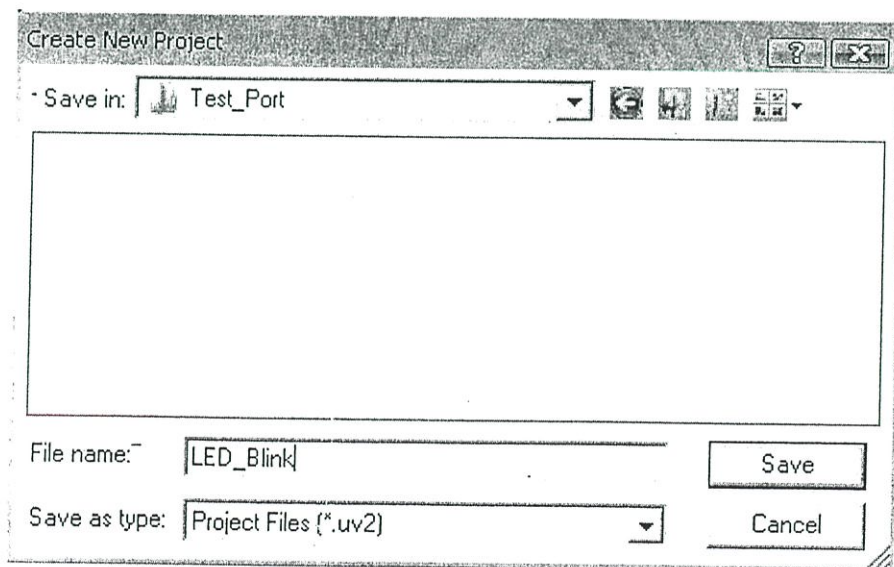 Create New Project
Save in: Test_Port
File name: LED_Blink
Save
Save as type: Project Files (*.uv2)
Cancel